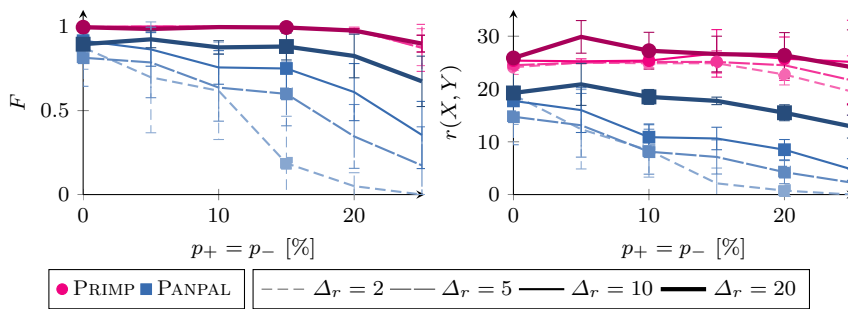 1
0.5
0
F
0
10
20
p₊ = p₋ [%]
30
20
10
0
r(X, Y)
0
10
20
p₊ = p₋ [%]
PRIMP PANPAL
Δᵣ = 2 Δᵣ = 5 Δᵣ = 10 Δᵣ = 20